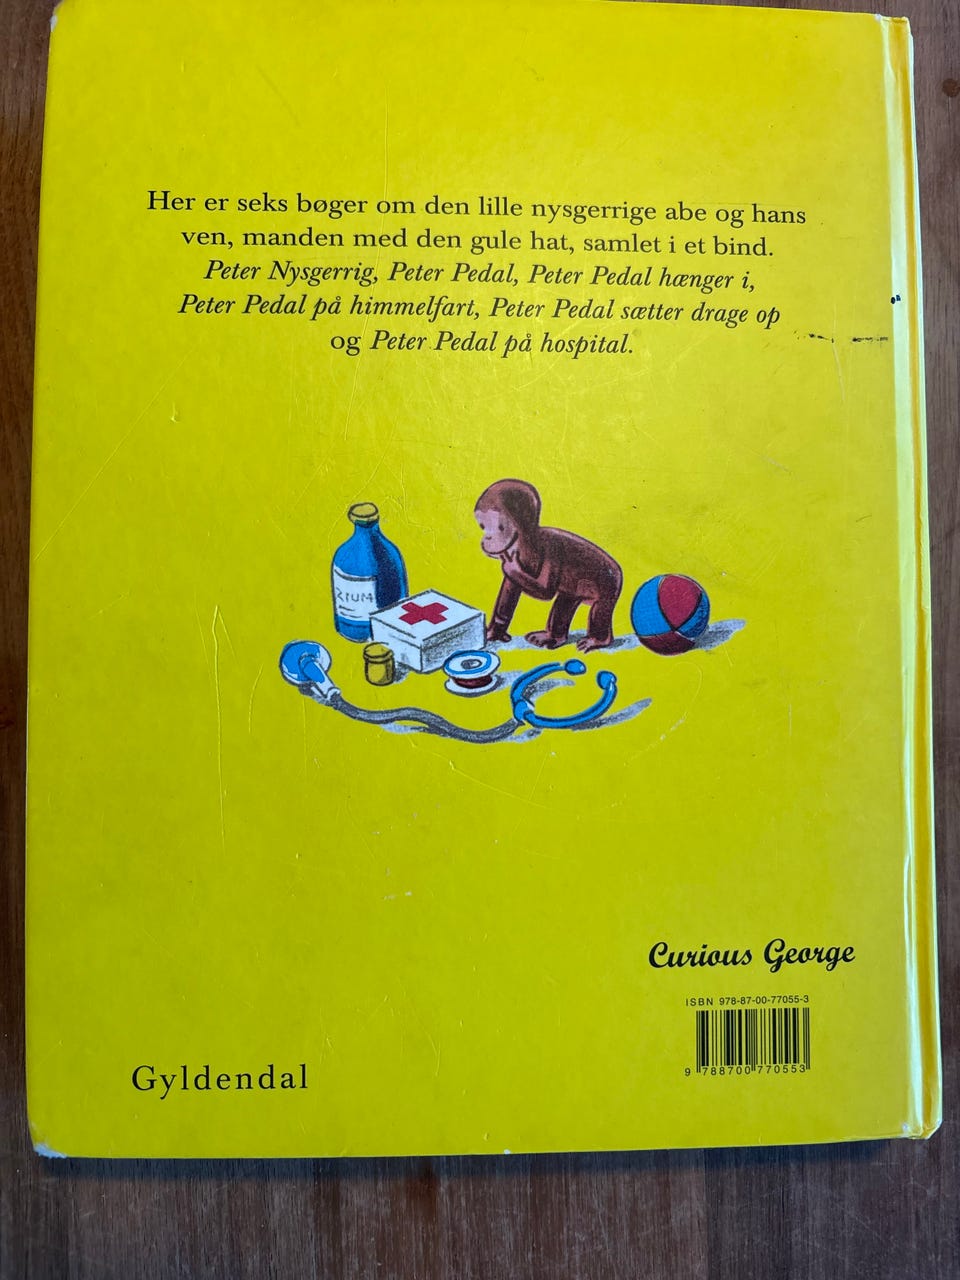 Her er seks bøger om den lille nysgerrige abe og hans
ven, manden med den gule hat, samlet i et bind.
Peter Nysgerrig, Peter Pedal, Peter Pedal hænger i,
Peter Pedal på himmelfart, Peter Pedal sætter drage op
og Peter Pedal på hospital.
Curious George
ISBN 978-87-00-77055-3
9 788700 770553
Gyldendal